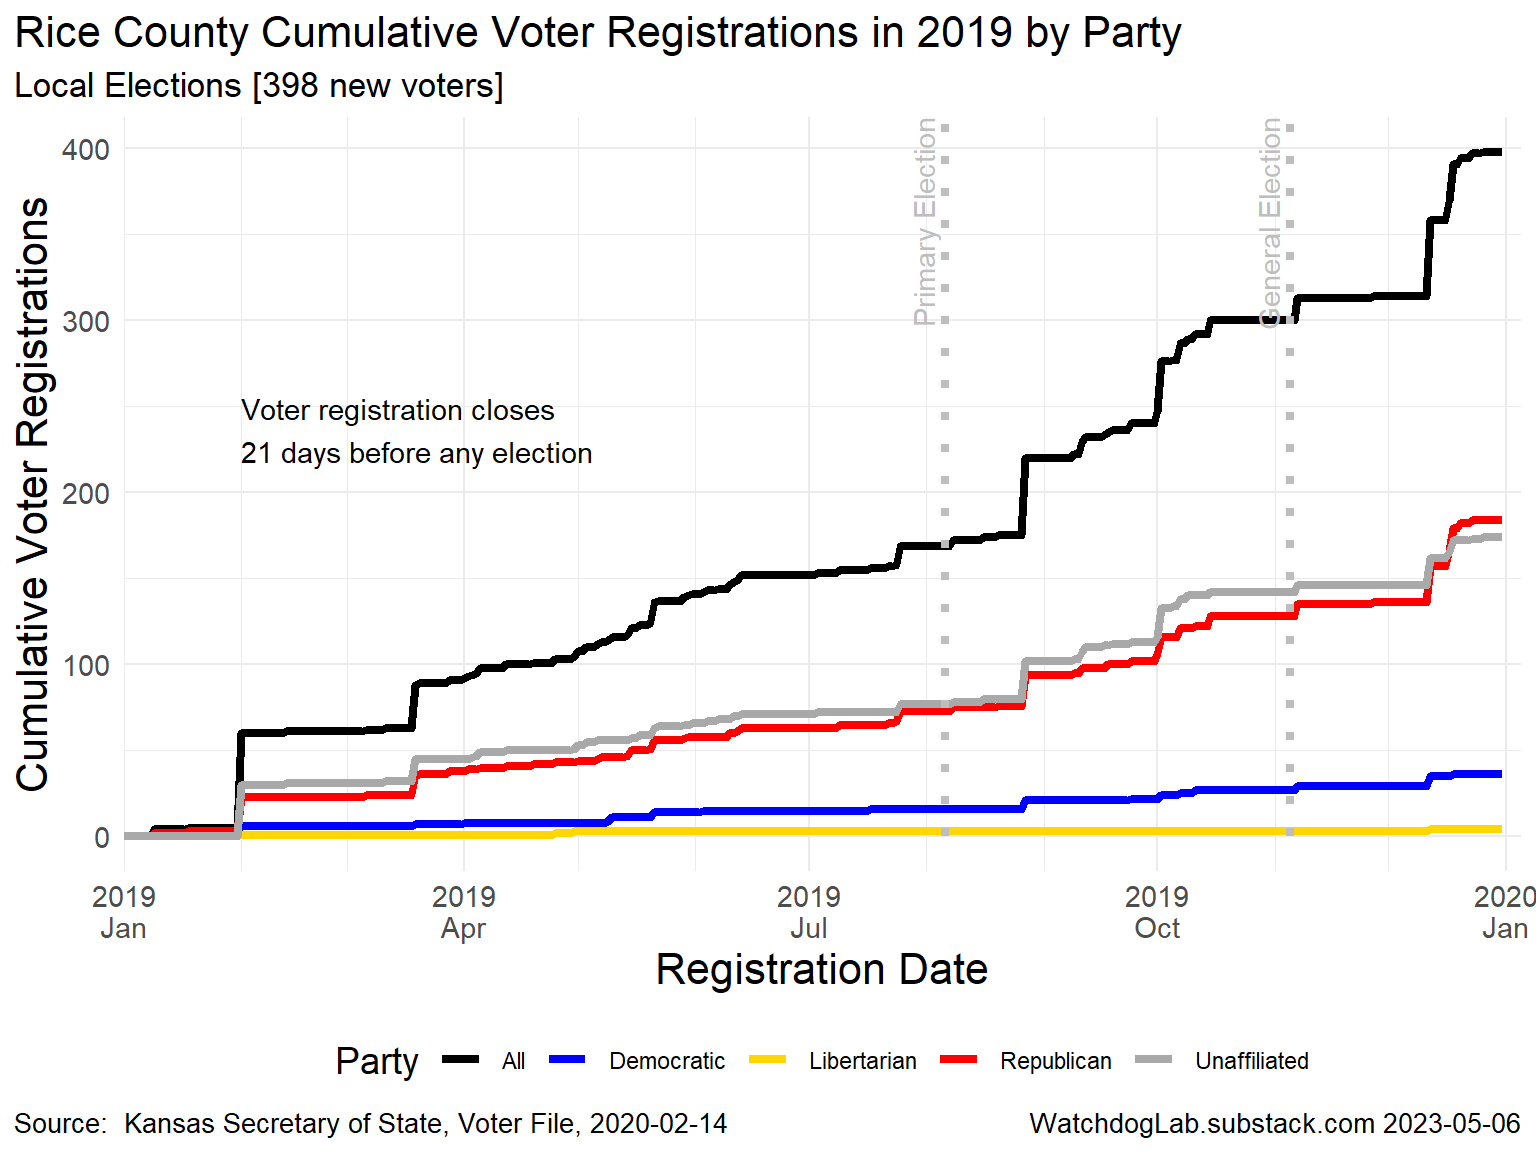 Rice County Cumulative Voter Registrations in 2019 by Party
Local Elections [398 new voters]
Cumulative Voter Registrations
400
300
200
100
0
Primary Election
General Election
Voter registration closes
21 days before any election
2019 2019 2019 2019 2020
Jan Apr Jul Oct Jan
Registration Date
Party All Democratic Libertarian Republican Unaffiliated
Source:  Kansas Secretary of State, Voter File, 2020-02-14
WatchdogLab.substack.com 2023-05-06